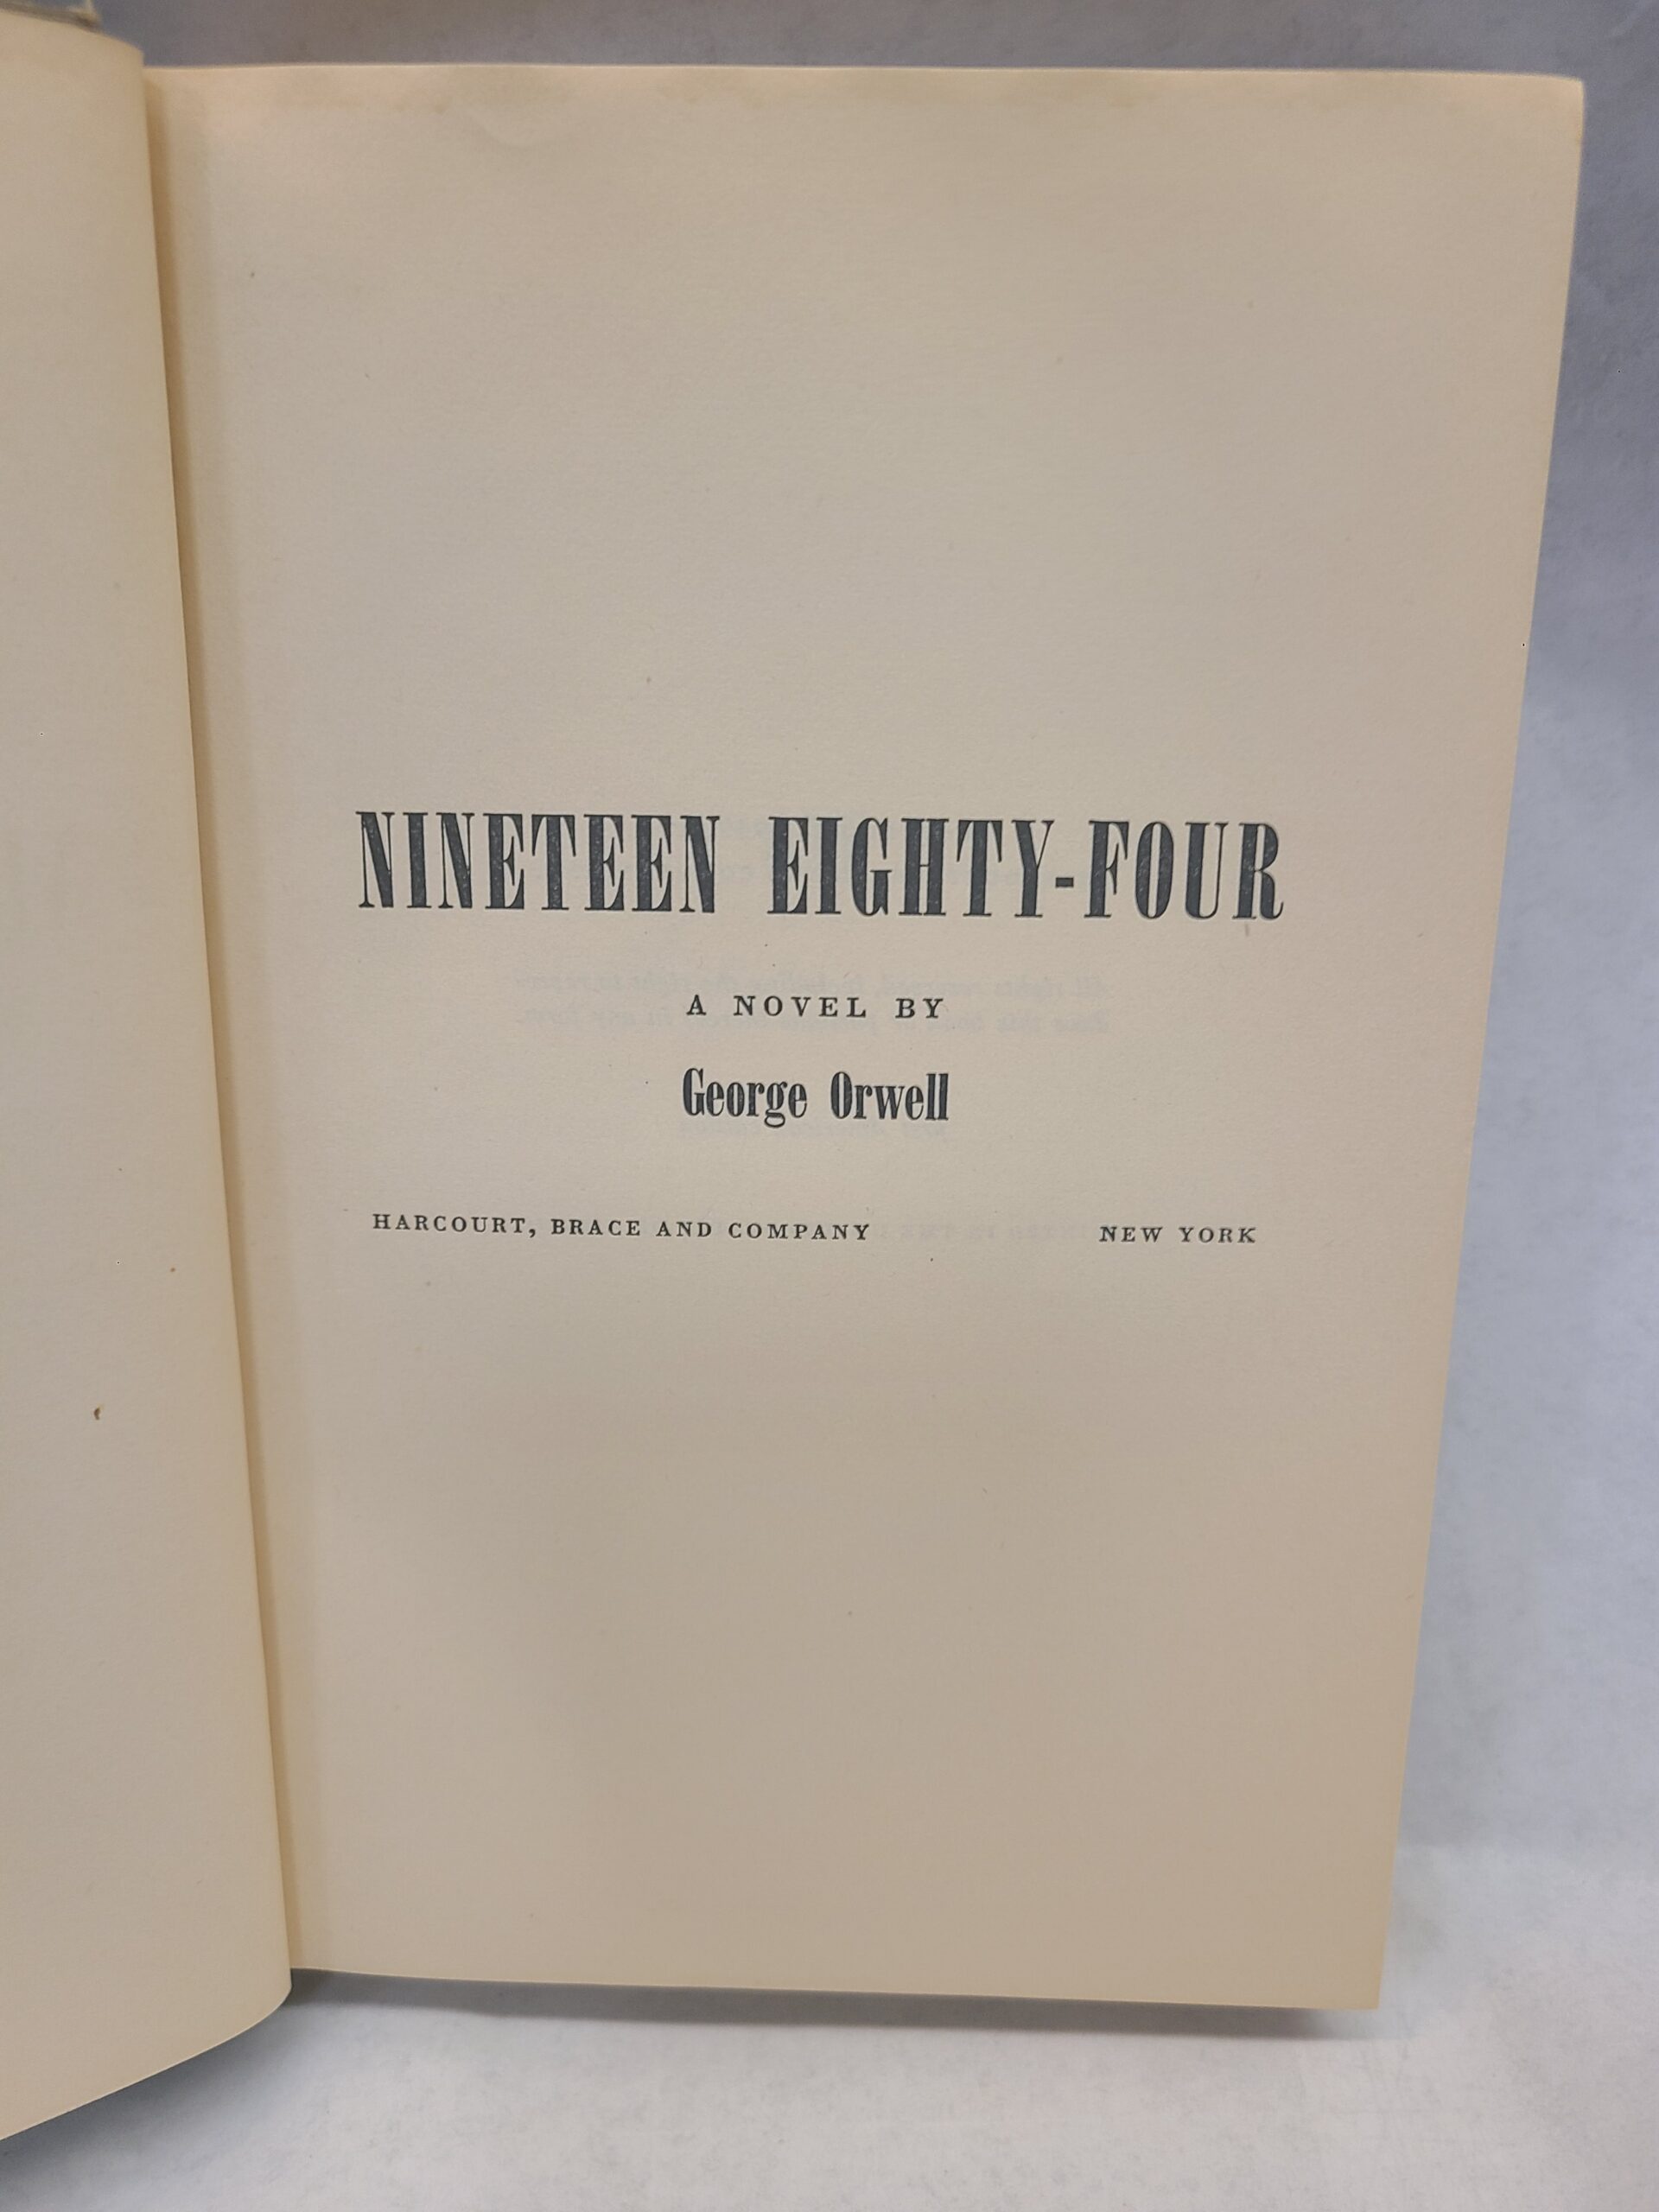 NINETEEN EIGHTY-FOUR
A NOVEL BY
George Orwell
HARCOURT, BRACE AND COMPANY NEW YORK